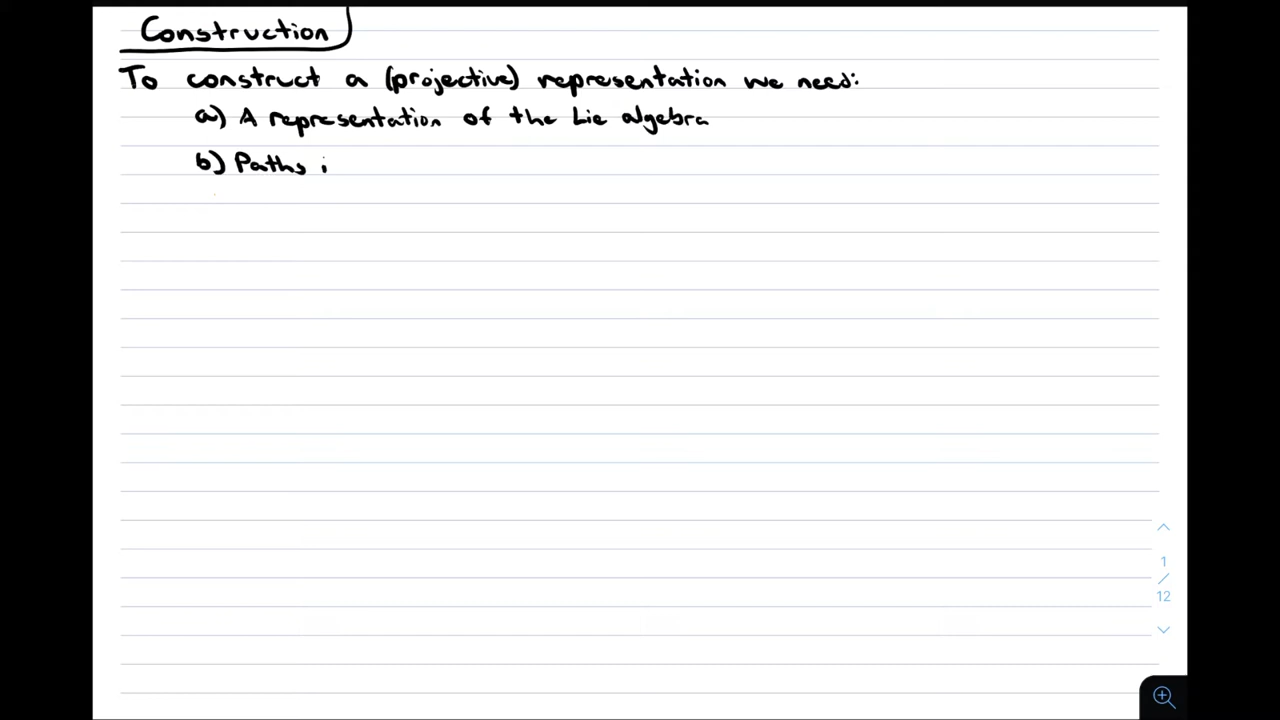 Construction
To construct a (projective) representation we need:
a) A representation of the Lie algebra
b) Paths i
1
/
12